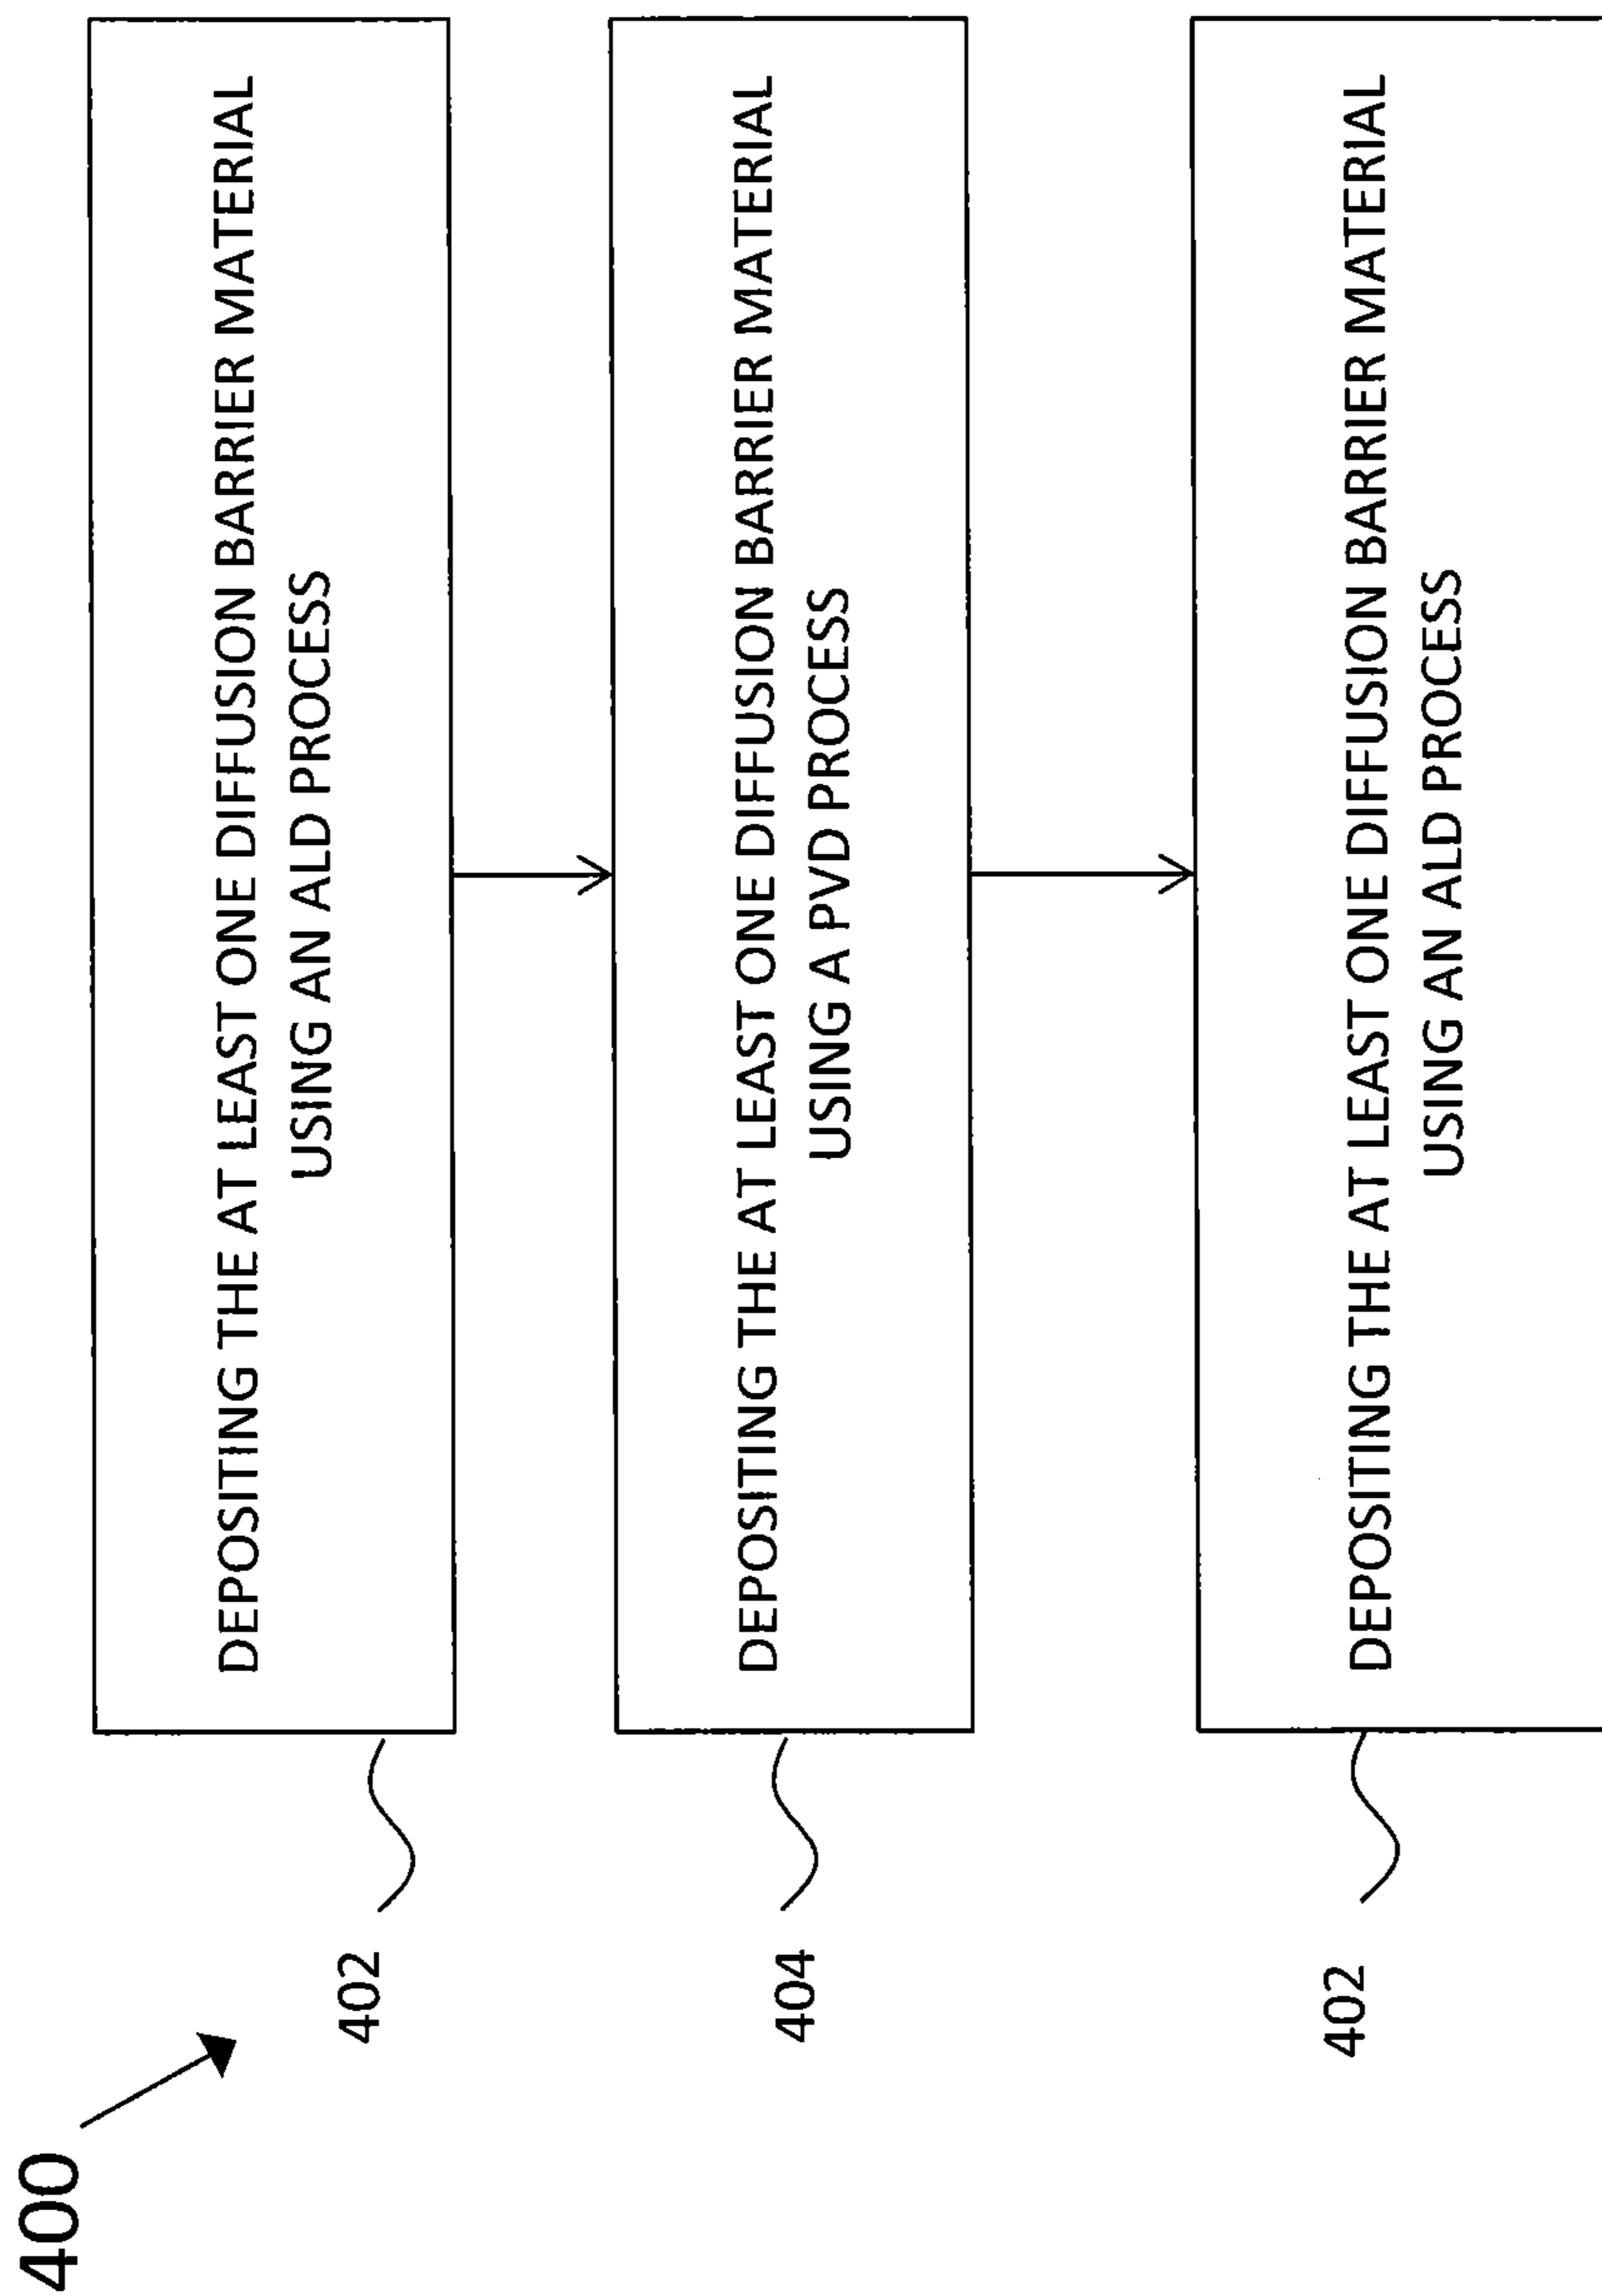 400
402
DEPOSITING THE AT LEAST ONE DIFFUSION BARRIER MATERIAL
USING AN ALD PROCESS
404
DEPOSITING THE AT LEAST ONE DIFFUSION BARRIER MATERIAL
USING A PVD PROCESS
402
DEPOSITING THE AT LEAST ONE DIFFUSION BARRIER MATERIAL
USING AN ALD PROCESS